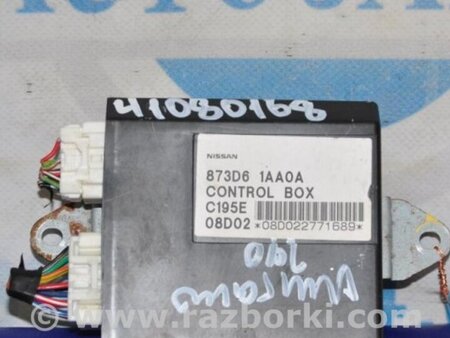 41080168
NISSAN
873D6 1AA0A
CONTROL BOX
C195E
08D02 *08D022771689*
www.razborki.com